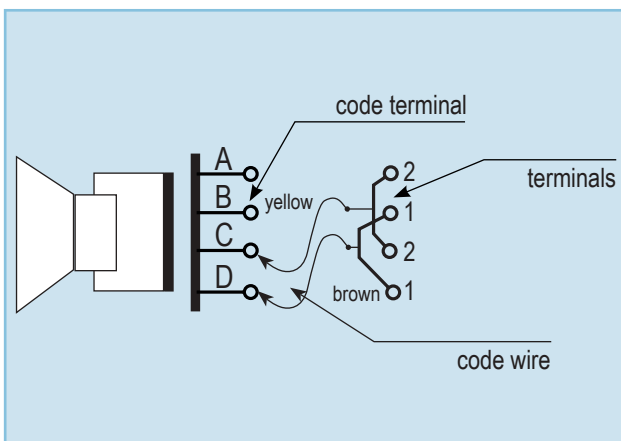 code terminal
A
2
terminals
B
yellow
1
C
2
D
brown
1
code wire